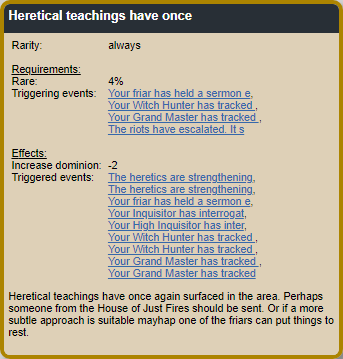 Heretical teachings have once
Rarity: always
Requirements:
Rare: 4%
Triggering events: Your friar has held a sermon e,
Your Witch Hunter has tracked ,
Your Grand Master has tracked ,
The riots have escalated. It s
Effects:
Increase dominion: -2
Triggered events: The heretics are strengthening,
The heretics are strengthening,
Your friar has held a sermon e,
Your Inquisitor has interrogat,
Your High Inquisitor has inter,
Your Witch Hunter has tracked ,
Your Witch Hunter has tracked ,
Your Grand Master has tracked ,
Your Grand Master has tracked
Heretical teachings have once again surfaced in the area. Perhaps
someone from the House of Just Fires should be sent. Or if a more
subtle approach is suitable mayhap one of the friars can put things to
rest.